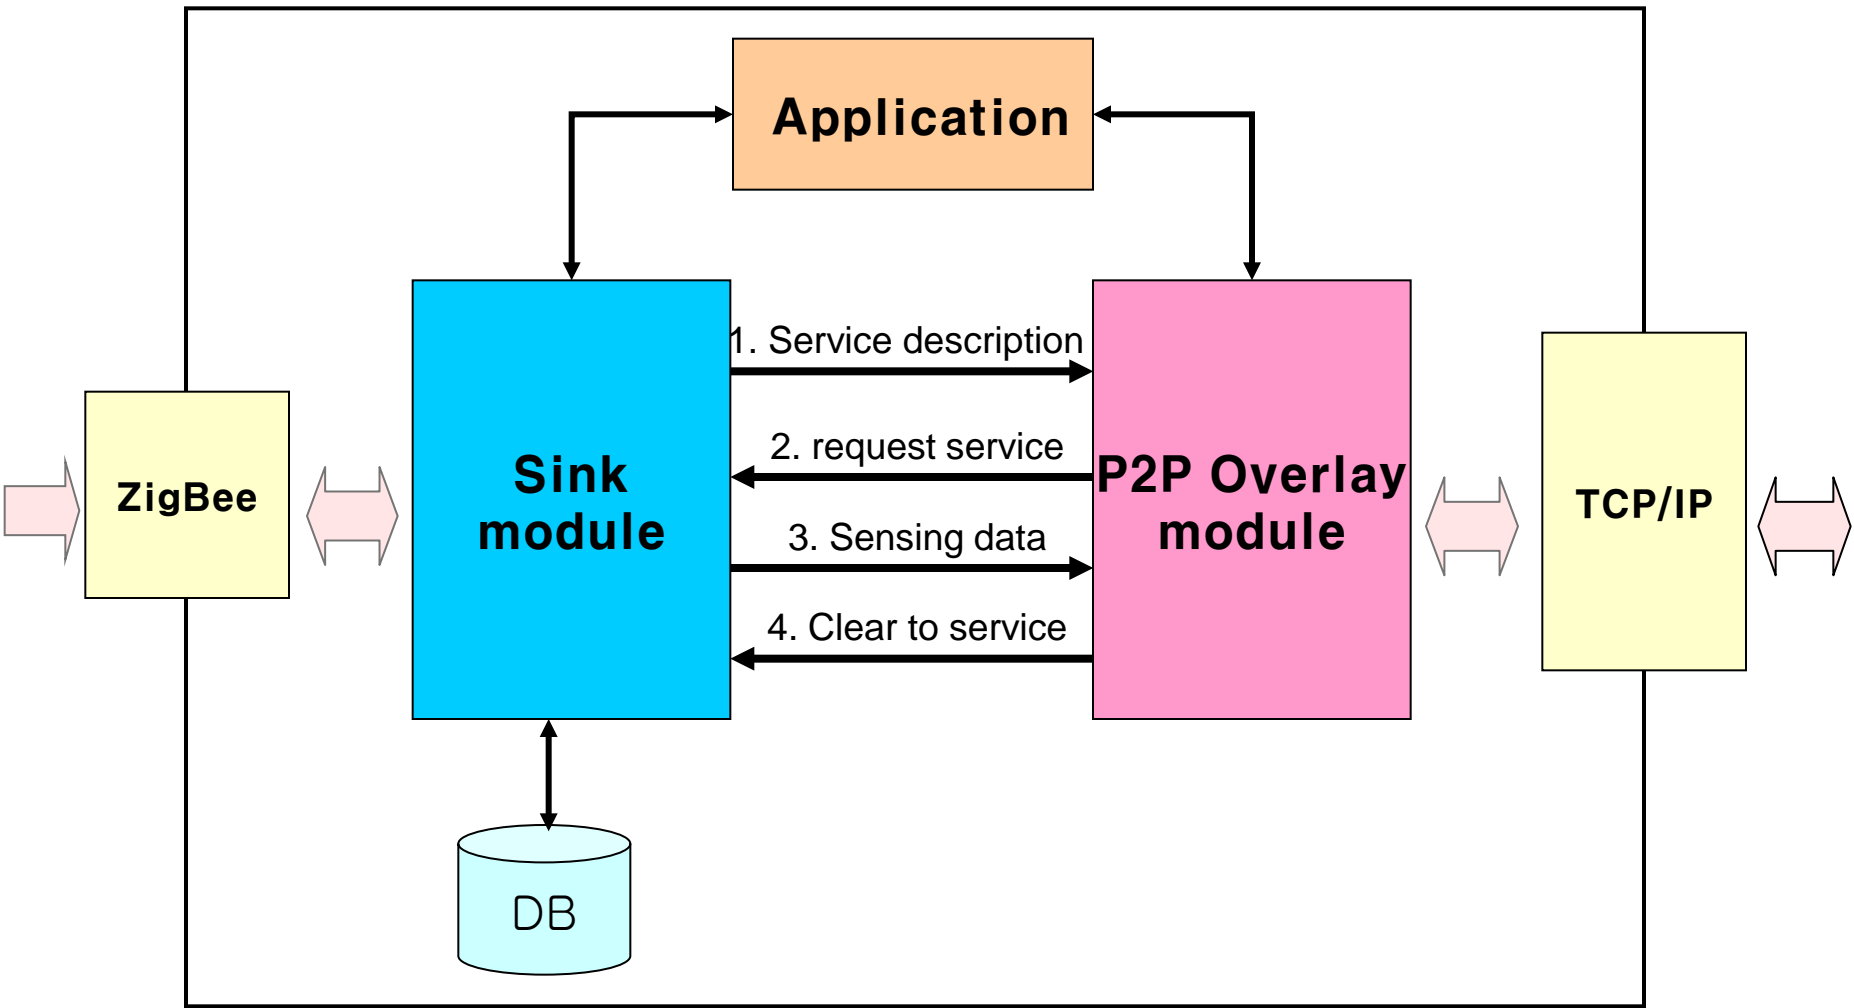 Application
1. Service description
2. request service
3. Sensing data
4. Clear to service
ZigBee
Sink
module
P2P Overlay
module
TCP/IP
DB